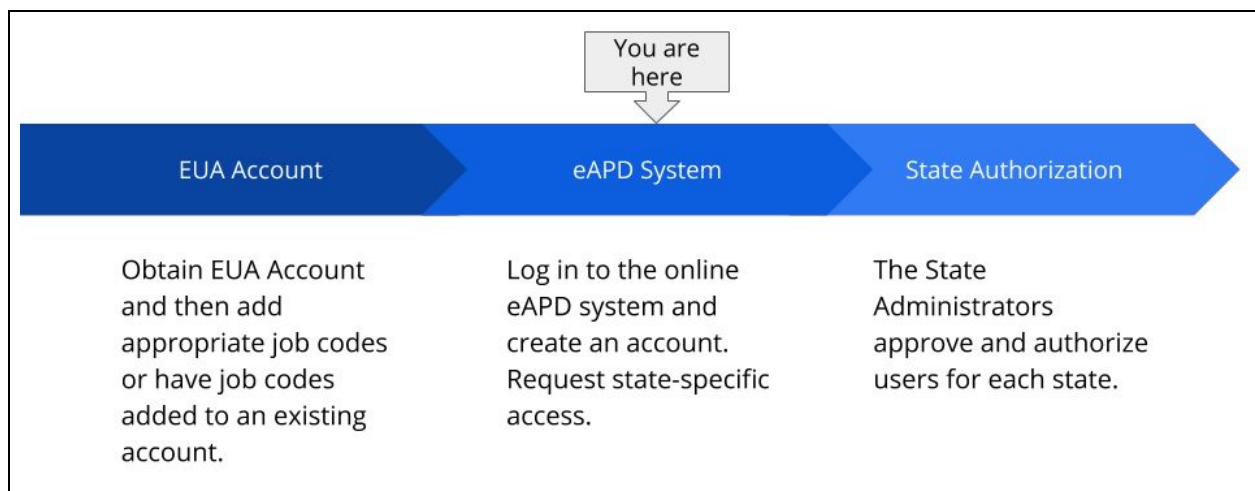 You are
here
EUA Account
eAPD System
State Authorization
Obtain EUA Account
and then add
appropriate job codes
or have job codes
added to an existing
account.
Log in to the online
eAPD system and
create an account.
Request state-specific
access.
The State
Administrators
approve and authorize
users for each state.